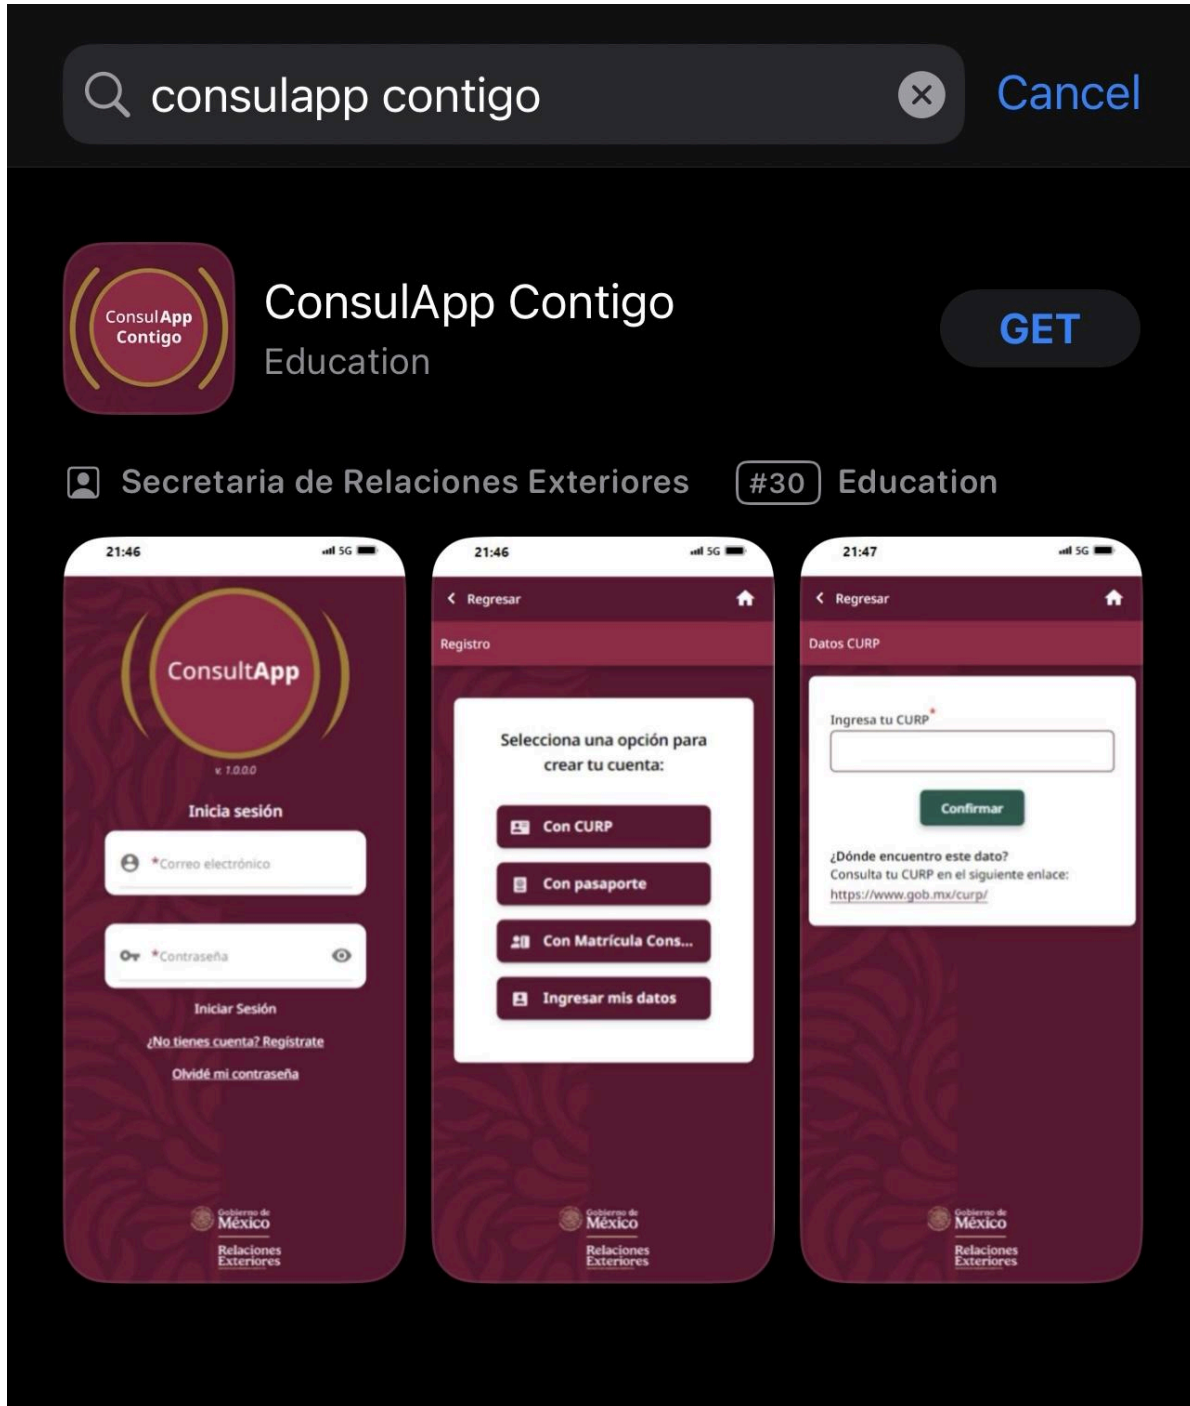 consulapp contigo
Cancel
ConsulApp
Contigo
ConsulApp Contigo
Education
GET
Secretaria de Relaciones Exteriores
#30 Education
21:46
5G
ConsultApp
v. 1.0.0.0
Inicia sesión
*Correo electrónico
*Contraseña
Iniciar Sesión
¿No tienes cuenta? Registrate
Olvidé mi contraseña
Gobierno de
México
Relaciones
Exteriores
21:46
5G
Regresar
Registro
Selecciona una opción para
crear tu cuenta:
Con CURP
Con pasaporte
Con Matrícula Cons...
Ingresar mis datos
Gobierno de
México
Relaciones
Exteriores
21:47
5G
Regresar
Datos CURP
Ingresa tu CURP*
Confirmar
¿Dónde encuentro este dato?
Consulta tu CURP en el siguiente enlace:
https://www.gob.mx/curp/
Gobierno de
México
Relaciones
Exteriores